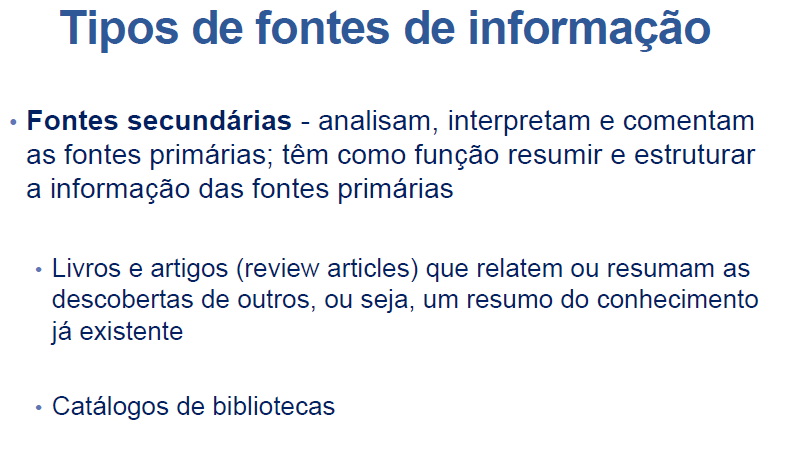 Tipos de fontes de informação
• Fontes secundárias - analisam, interpretam e comentam
as fontes primárias; têm como função resumir e estruturar
a informação das fontes primárias
• Livros e artigos (review articles) que relatem ou resumam as
descobertas de outros, ou seja, um resumo do conhecimento
já existente
• Catálogos de bibliotecas